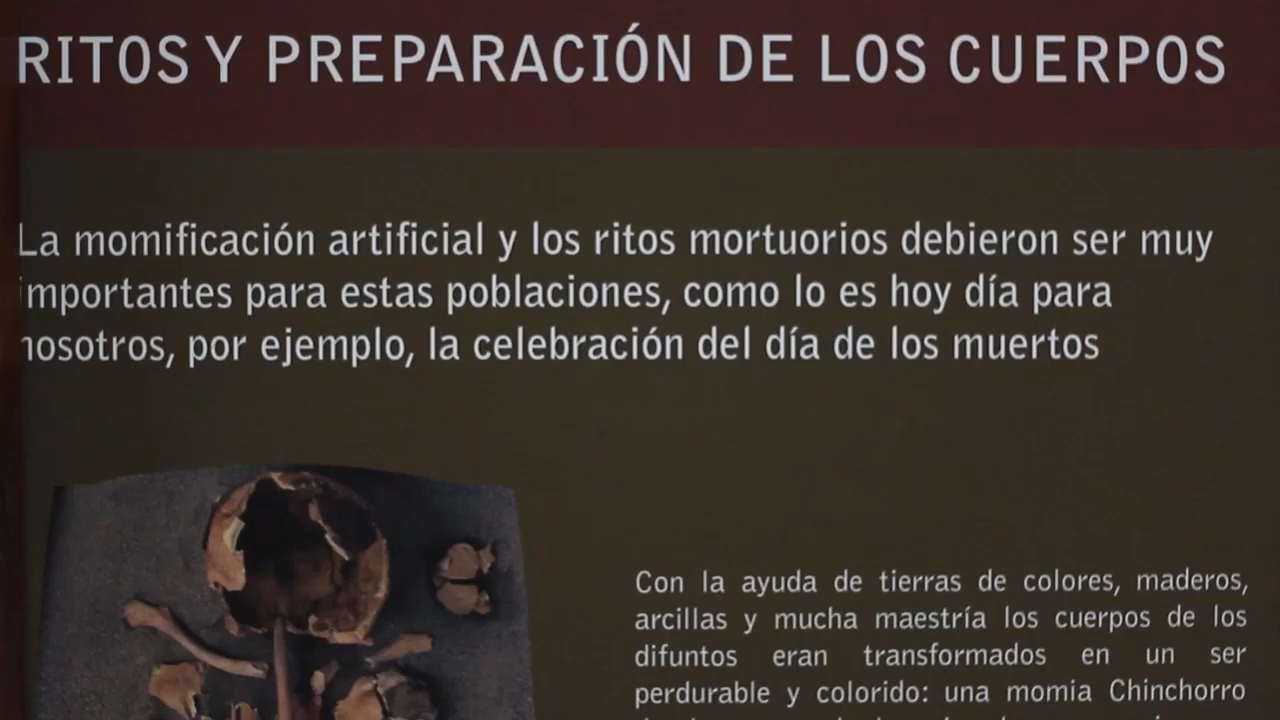 RITOS Y PREPARACIÓN DE LOS CUERPOS
La momificación artificial y los ritos mortuorios debieron ser muy
importantes para estas poblaciones, como lo es hoy día para
nosotros, por ejemplo, la celebración del día de los muertos
Con la ayuda de tierras de colores, maderos,
arcillas y mucha maestría los cuerpos de los
difuntos eran transformados en un ser
perdurable y colorido: una momia Chinchorro